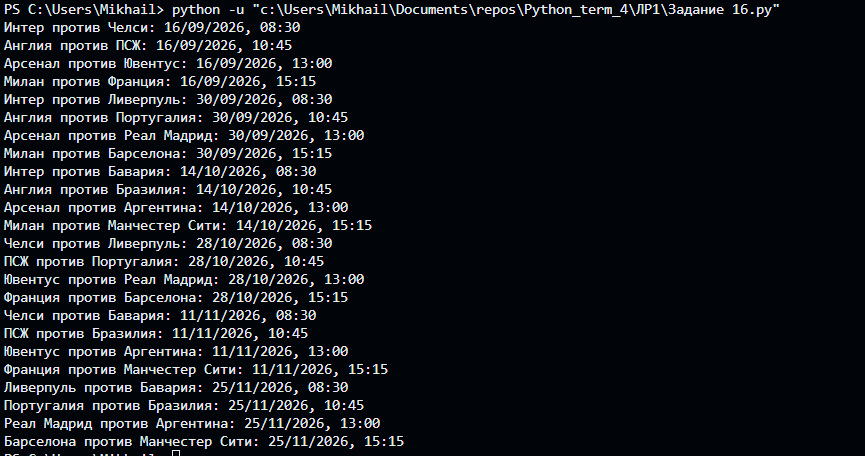 PS C:\Users\Mikhail> python -u "c:\Users\Mikhail\Documents\repos\Python_term_4\ЛР1\Задание 16.py"
Интер против Челси: 16/09/2026, 08:30
Англия против ПСЖ: 16/09/2026, 10:45
Арсенал против Ювентус: 16/09/2026, 13:00
Милан против Франция: 16/09/2026, 15:15
Интер против Ливерпуль: 30/09/2026, 08:30
Англия против Португалия: 30/09/2026, 10:45
Арсенал против Реал Мадрид: 30/09/2026, 13:00
Милан против Барселона: 30/09/2026, 15:15
Интер против Бавария: 14/10/2026, 08:30
Англия против Бразилия: 14/10/2026, 10:45
Арсенал против Аргентина: 14/10/2026, 13:00
Милан против Манчестер Сити: 14/10/2026, 15:15
Челси против Ливерпуль: 28/10/2026, 08:30
ПСЖ против Португалия: 28/10/2026, 10:45
Ювентус против Реал Мадрид: 28/10/2026, 13:00
Франция против Барселона: 28/10/2026, 15:15
Челси против Бавария: 11/11/2026, 08:30
ПСЖ против Бразилия: 11/11/2026, 10:45
Ювентус против Аргентина: 11/11/2026, 13:00
Франция против Манчестер Сити: 11/11/2026, 15:15
Ливерпуль против Бавария: 25/11/2026, 08:30
Португалия против Бразилия: 25/11/2026, 10:45
Реал Мадрид против Аргентина: 25/11/2026, 13:00
Барселона против Манчестер Сити: 25/11/2026, 15:15
PS C:\Users\Mikhail>